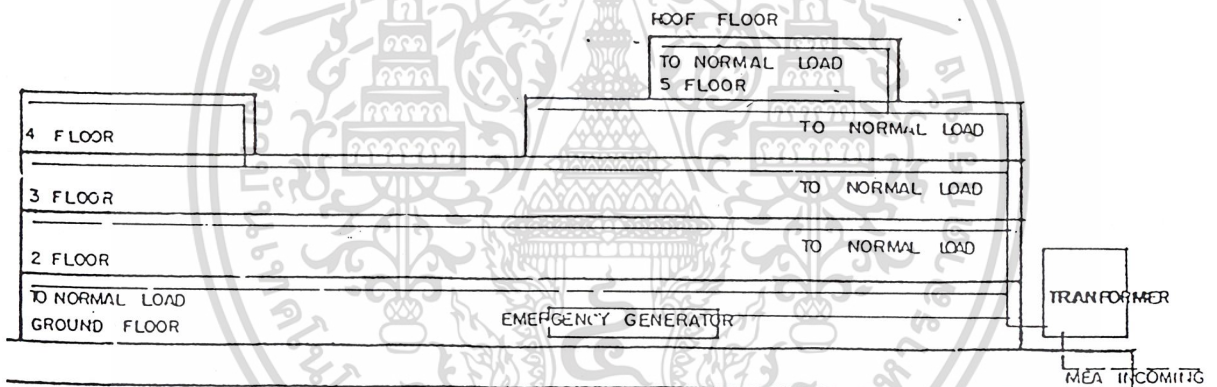 ROOF FLOOR
TO NORMAL LOAD
5 FLOOR
4 FLOOR
TO NORMAL LOAD
3 FLOOR
TO NORMAL LOAD
2 FLOOR
TO NORMAL LOAD
TO NORMAL LOAD
GROUND FLOOR
EMERGENCY GENERATOR
TRANFORMER
MEA INCOMING